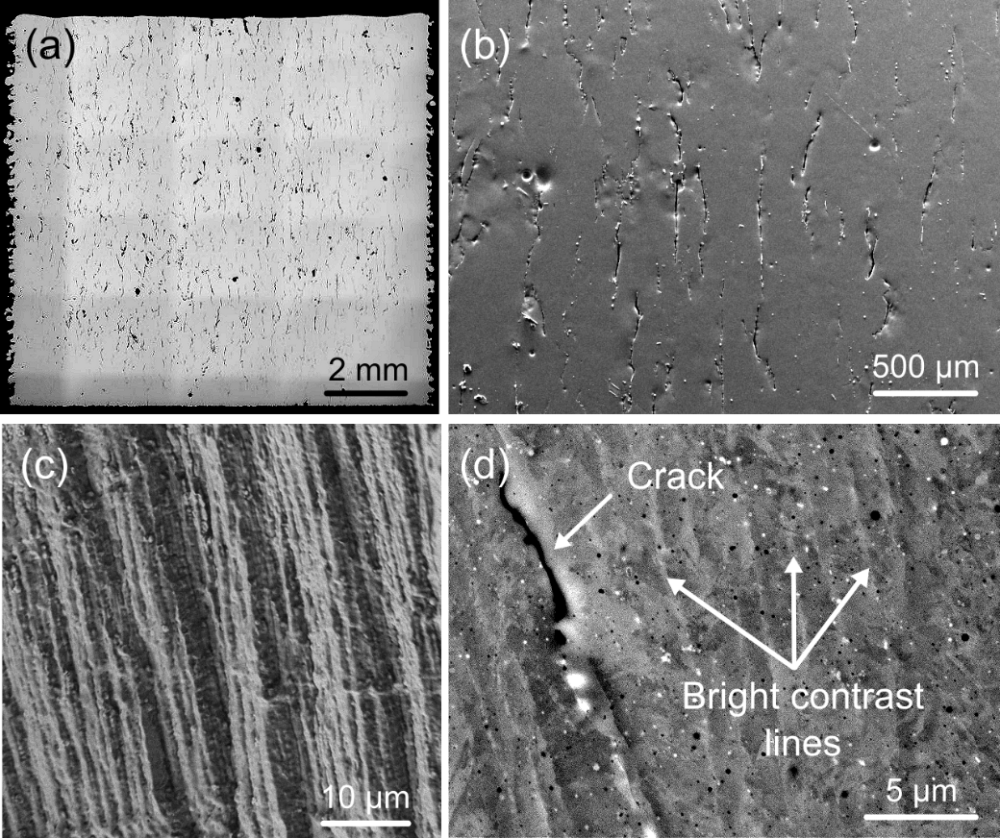 (a)
2 mm
(b)
500 µm
(c)
10 µm
(d)
Crack
Bright contrast
lines
5 µm